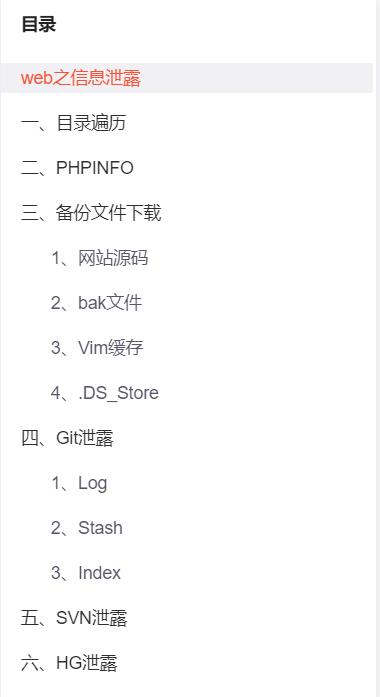 目录
web之信息泄露
一、目录遍历
二、PHPINFO
三、备份文件下载
1、网站源码
2、bak文件
3、Vim缓存
4、.DS_Store
四、Git泄露
1、Log
2、Stash
3、Index
五、SVN泄露
六、HG泄露